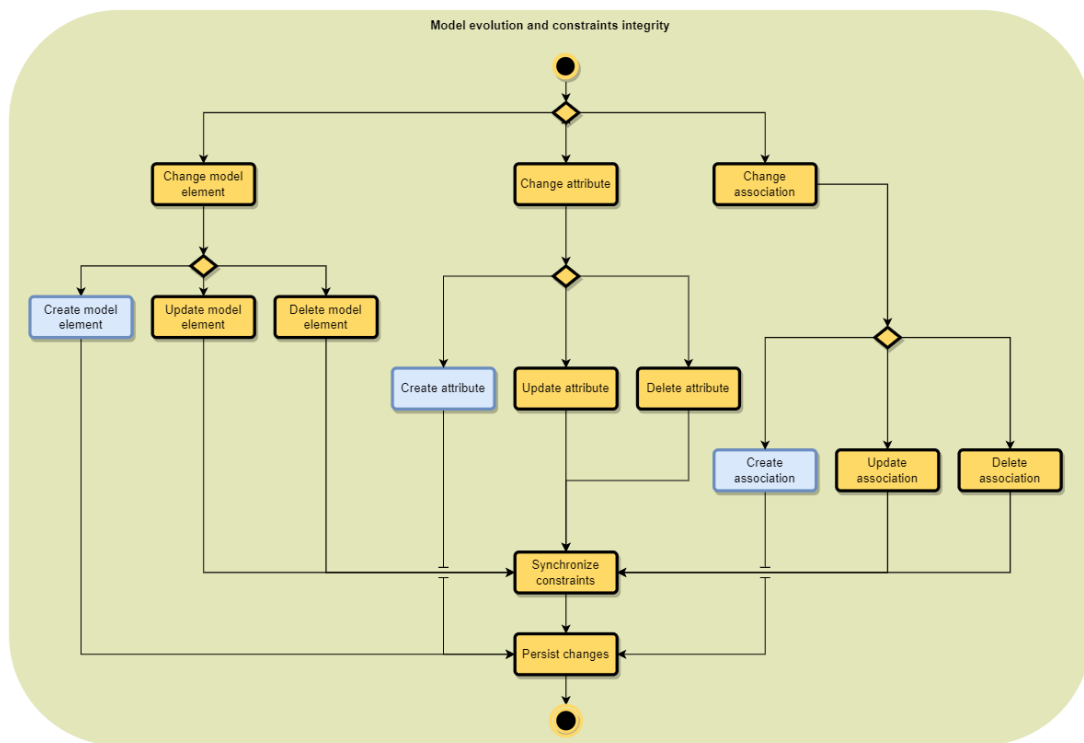 Model evolution and constraints integrity
Change model
element
Change attribute
Change
association
Create model
element
Update model
element
Delete model
element
Create attribute
Update attribute
Delete attribute
Create
association
Update
association
Delete
association
Synchronize
constraints
Persist changes